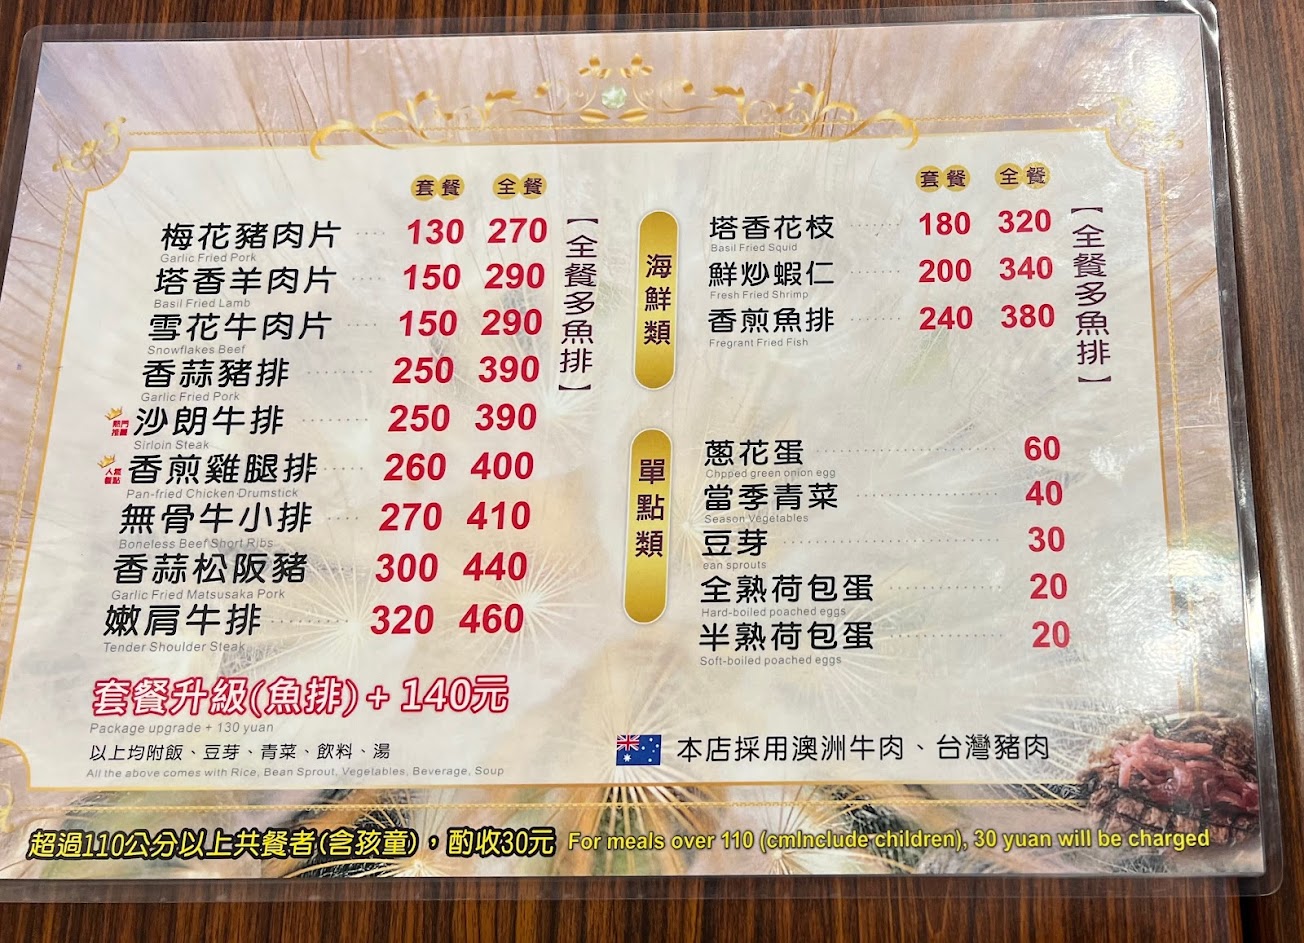 套餐 全餐
梅花豬肉片 130 270
Garlic Fried Pork
塔香羊肉片 150 290
Basil Fried Lamb
雪花牛肉片 150 290
Snowflakes Beef
香蒜豬排 250 390
Garlic Fried Pork
熱門推薦
沙朗牛排 250 390
Sirloin Steak
人氣餐點
香煎雞腿排 260 400
Pan-fried Chicken Drumstick
無骨牛小排 270 410
Boneless Beef Short Ribs
香蒜松阪豬 300 440
Garlic Fried Matsusaka Pork
嫩肩牛排 320 460
Tender Shoulder Steak
【全餐多魚排】
套餐升級(魚排)+140元
Package upgrade + 130 yuan
以上均附飯、豆芽、青菜、飲料、湯
All the above comes with Rice, Bean Sprout, Vegelables, Beverage, Soup
海鮮類
套餐 全餐
塔香花枝 180 320
Basil Fried Squid
鮮炒蝦仁 200 340
Fresh Fried Shrimp
香煎魚排 240 380
Fregrant Fried Fish
【全餐多魚排】
單點類
蔥花蛋 60
Chpped green onion egg
當季青菜 40
Season Vegetables
豆芽 30
ean sprouts
全熟荷包蛋 20
Hard-boiled poached eggs
半熟荷包蛋 20
Soft-boiled poached eggs
本店採用澳洲牛肉、台灣豬肉
超過110公分以上共餐者(含孩童)，酌收30元 For meals over 110 (cmInclude children), 30 yuan will be charged